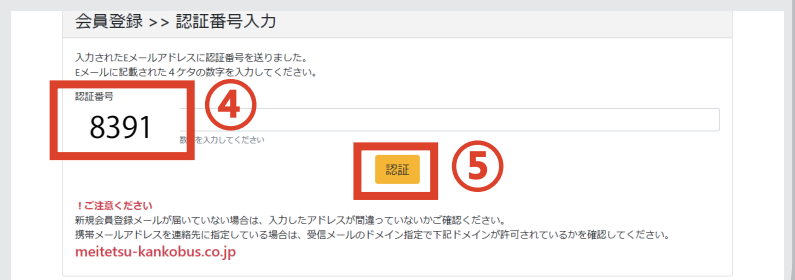 会員登録 >> 認証番号入力
入力されたEメールアドレスに認証番号を送りました。
Eメールに記載された４ケタの数字を入力してください。
認証番号
④
8391
を入力してください
認証
⑤
！ご注意ください
新規会員登録メールが届いていない場合は、入力したアドレスが間違っていないかご確認ください。
携帯メールアドレスを連絡先に指定している場合は、受信メールのドメイン指定で下記ドメインが許可されているかを確認してください。
meitetsu-kankobus.co.jp